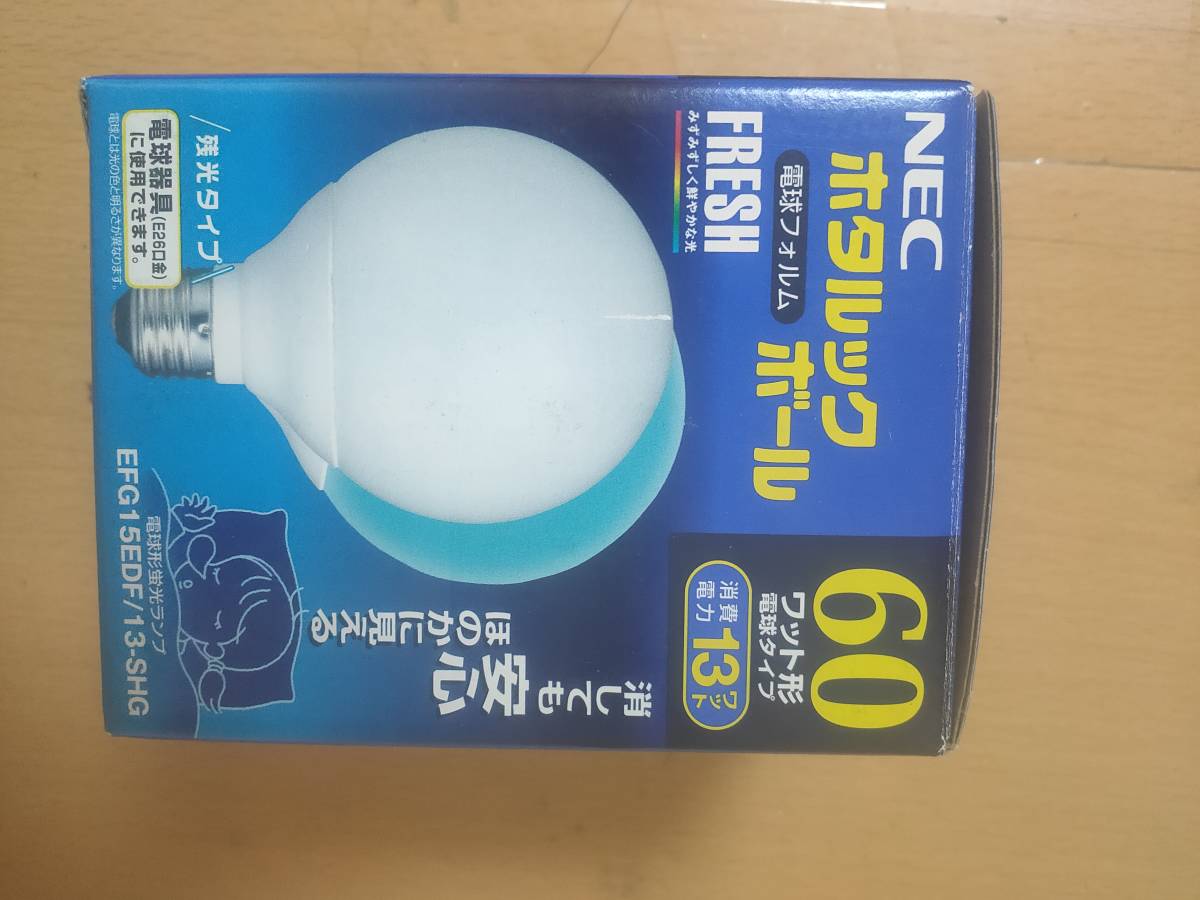 NEC
ホタルック
ボール
電球フォルム
FRESH
みずみずしく鮮やかな光
60
ワット形
電球タイプ
消費
電力
13
ワット
残光タイプ
電球器具(E26口金)
に使用できます。
電球とは光の色と明るさが異なります。
消しても安心
ほのかに見える
電球形蛍光ランプ
EFG15EDF/13-SHG